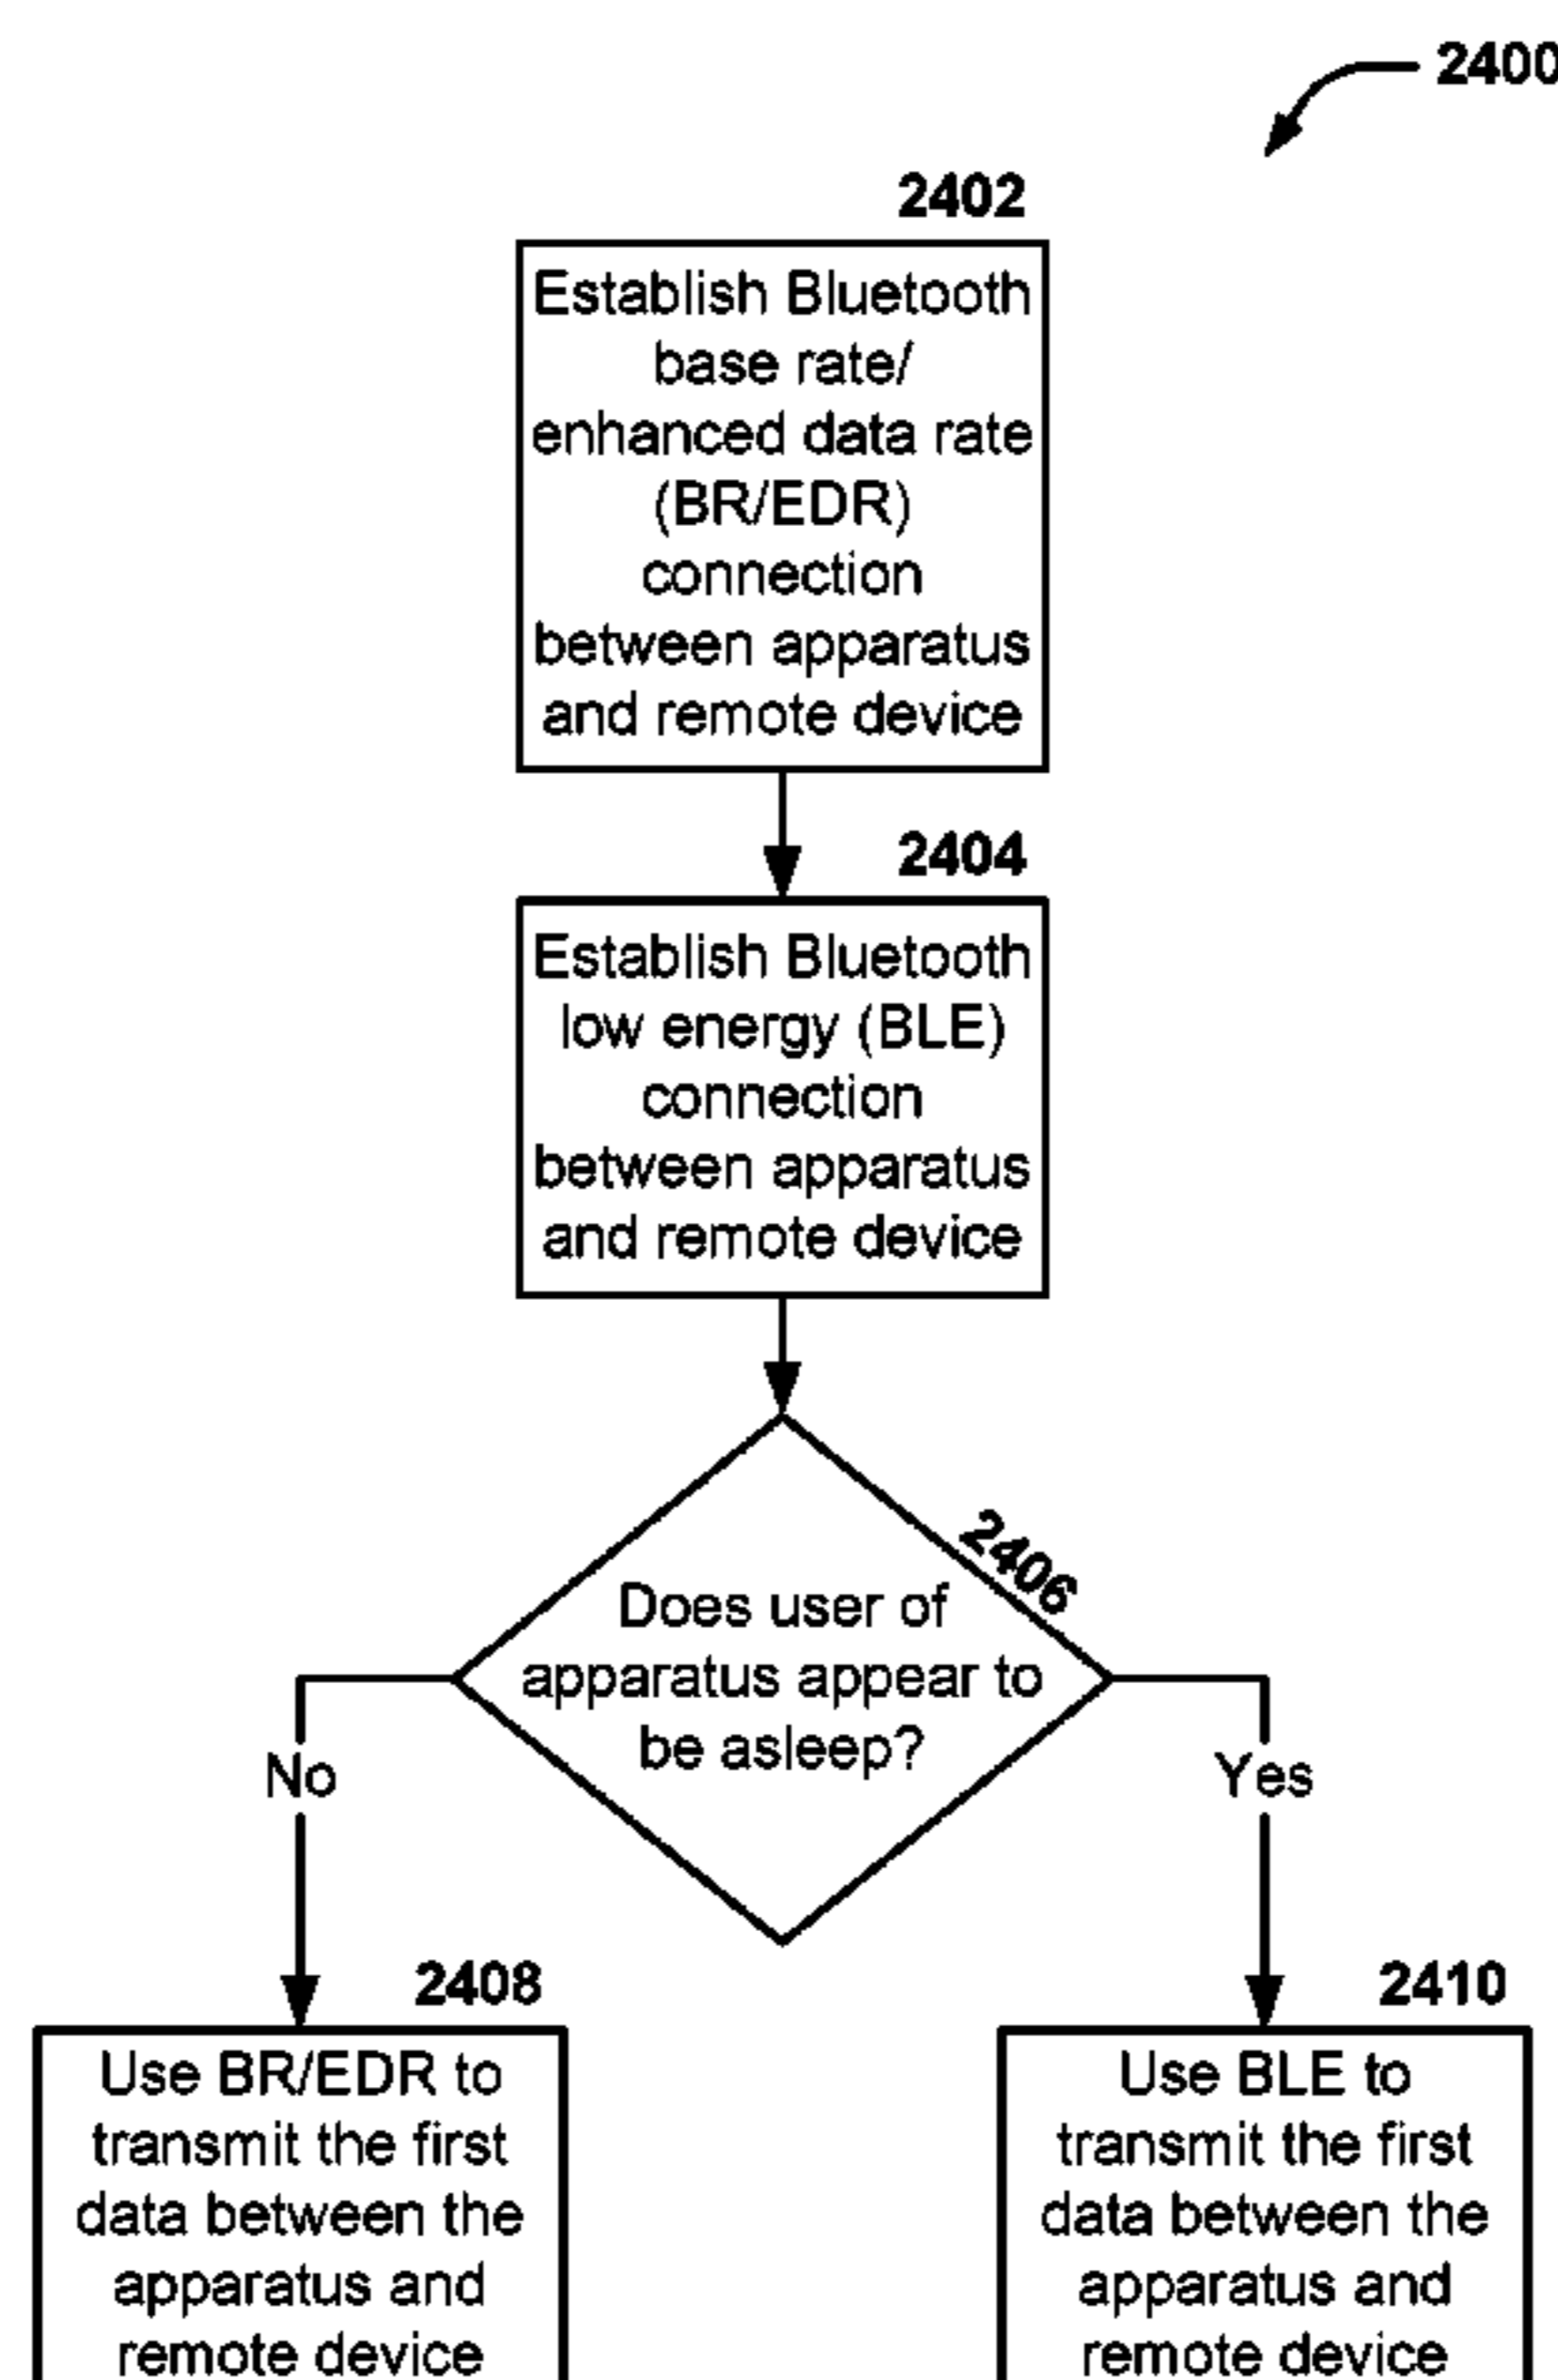 2400
2402
Establish Bluetooth
base rate/
enhanced data rate
(BR/EDR)
connection
between apparatus
and remote device
2404
Establish Bluetooth
low energy (BLE)
connection
between apparatus
and remote device
2406
Does user of
apparatus appear to
be asleep?
No
Yes
2408
Use BR/EDR to
transmit the first
data between the
apparatus and
remote device
2410
Use BLE to
transmit the first
data between the
apparatus and
remote device